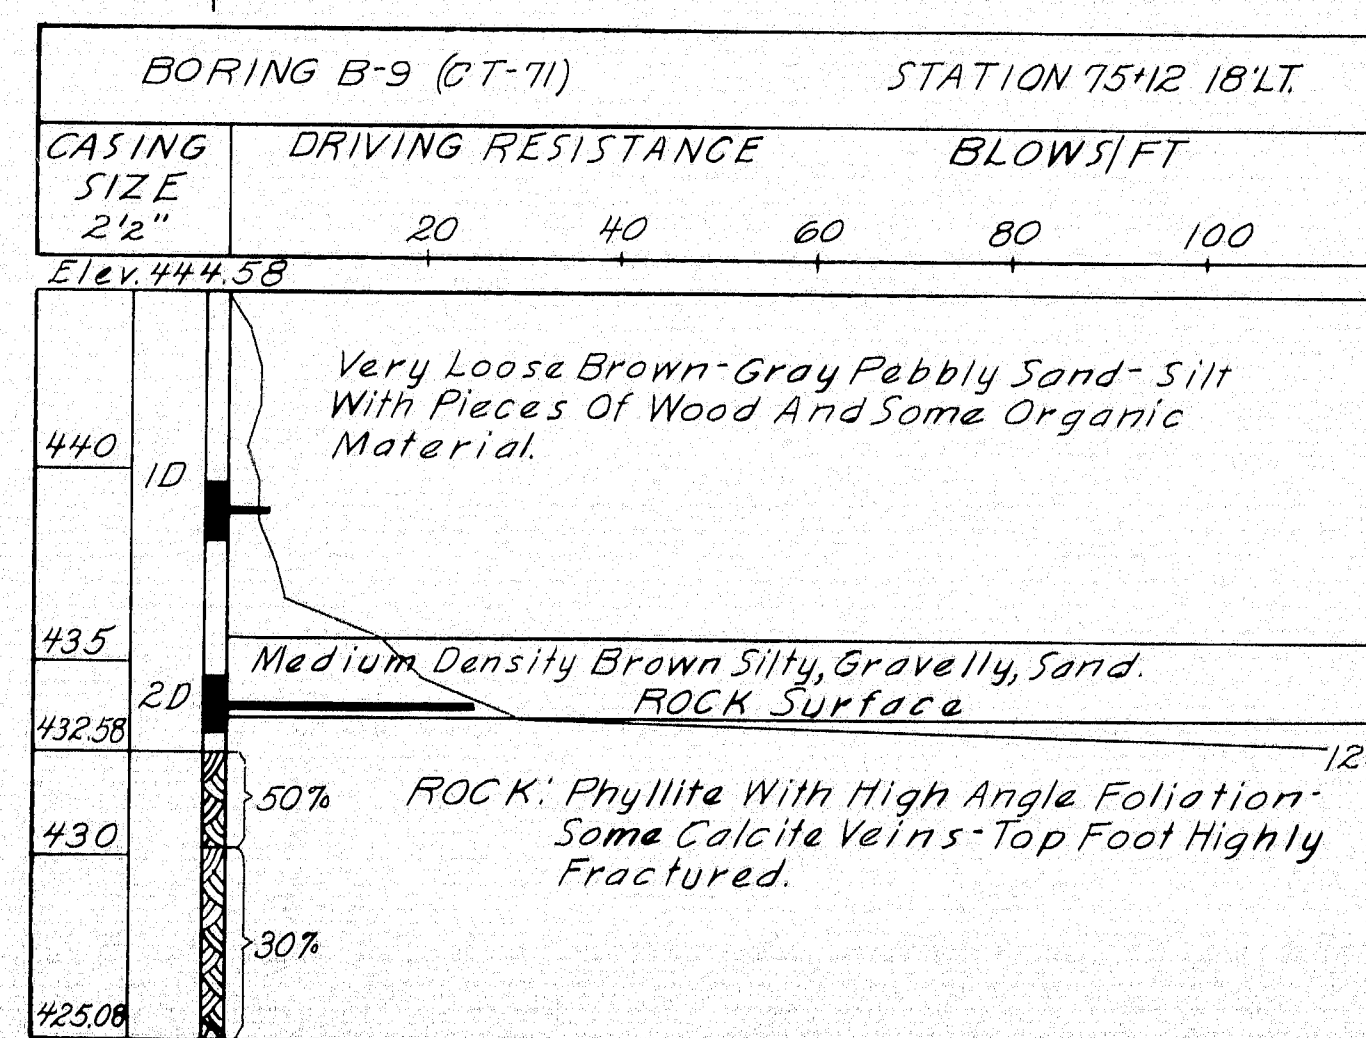 BORING B-9 (CT-71) STATION 75+12 18'LT.
CASING SIZE 2½"
DRIVING RESISTANCE BLOWS/FT
20 40 60 80 100
Elev. 444.58
Very Loose Brown-Gray Pebbly Sand-Silt
With Pieces Of Wood And Some Organic
Material.
440
1D
435
Medium Density Brown Silty, Gravelly, Sand.
2D
ROCK Surface
432.58
12
50%
ROCK: Phyllite With High Angle Foliation-
Some Calcite Veins-Top Foot Highly
Fractured.
430
30%
425.08